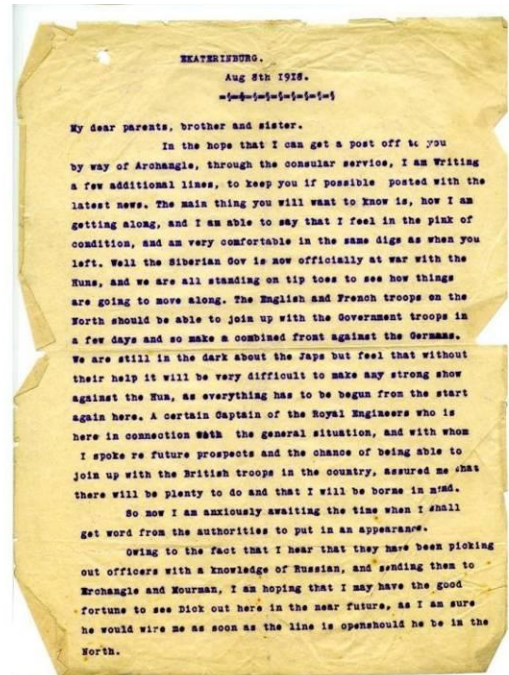 EKATERINBURG.
Aug 8th 1918.
My dear parents, brother and sister.
In the hope that I can get a post off to you
by way of Archangle, through the consular service, I am Writing
a few additional lines, to keep you if possible posted with the
latest news. The main thing you will want to know is, how I am
getting along, and I am able to say that I feel in the pink of
condition, and am very comfortable in the same digs as when you
left. Well the Siberian Gov is now officially at war with the
Huns, and we are all standing on tip toes to see how things
are going to move along. The English and French troops on the
North should be able to join up with the Government troops in
a few days and so make a combined front against the Germans.
We are still in the dark about the Japs but feel that without
their help it will be very difficult to make any strong show
against the Hun, as everything has to be begun from the start
again here. A certain Captain of the Royal Engineers who is
here in connection with the general situation, and with whom
I spoke re future prospects and the chance of being able to
join up with the British troops in the country, assured me that
there will be plenty to do and that I will be borne in mind.
So now I am anxiously awaiting the time when I shall
get word from the authorities to put in an appearance.
Owing to the fact that I hear that they have been picking
out officers with a knowledge of Russian, and sending them to
Erchangle and Mourman, I am hoping that I may have the good
fortune to see Dick out here in the near future, as I am sure
he would wire me as soon as the line is openshould he be in the
North.